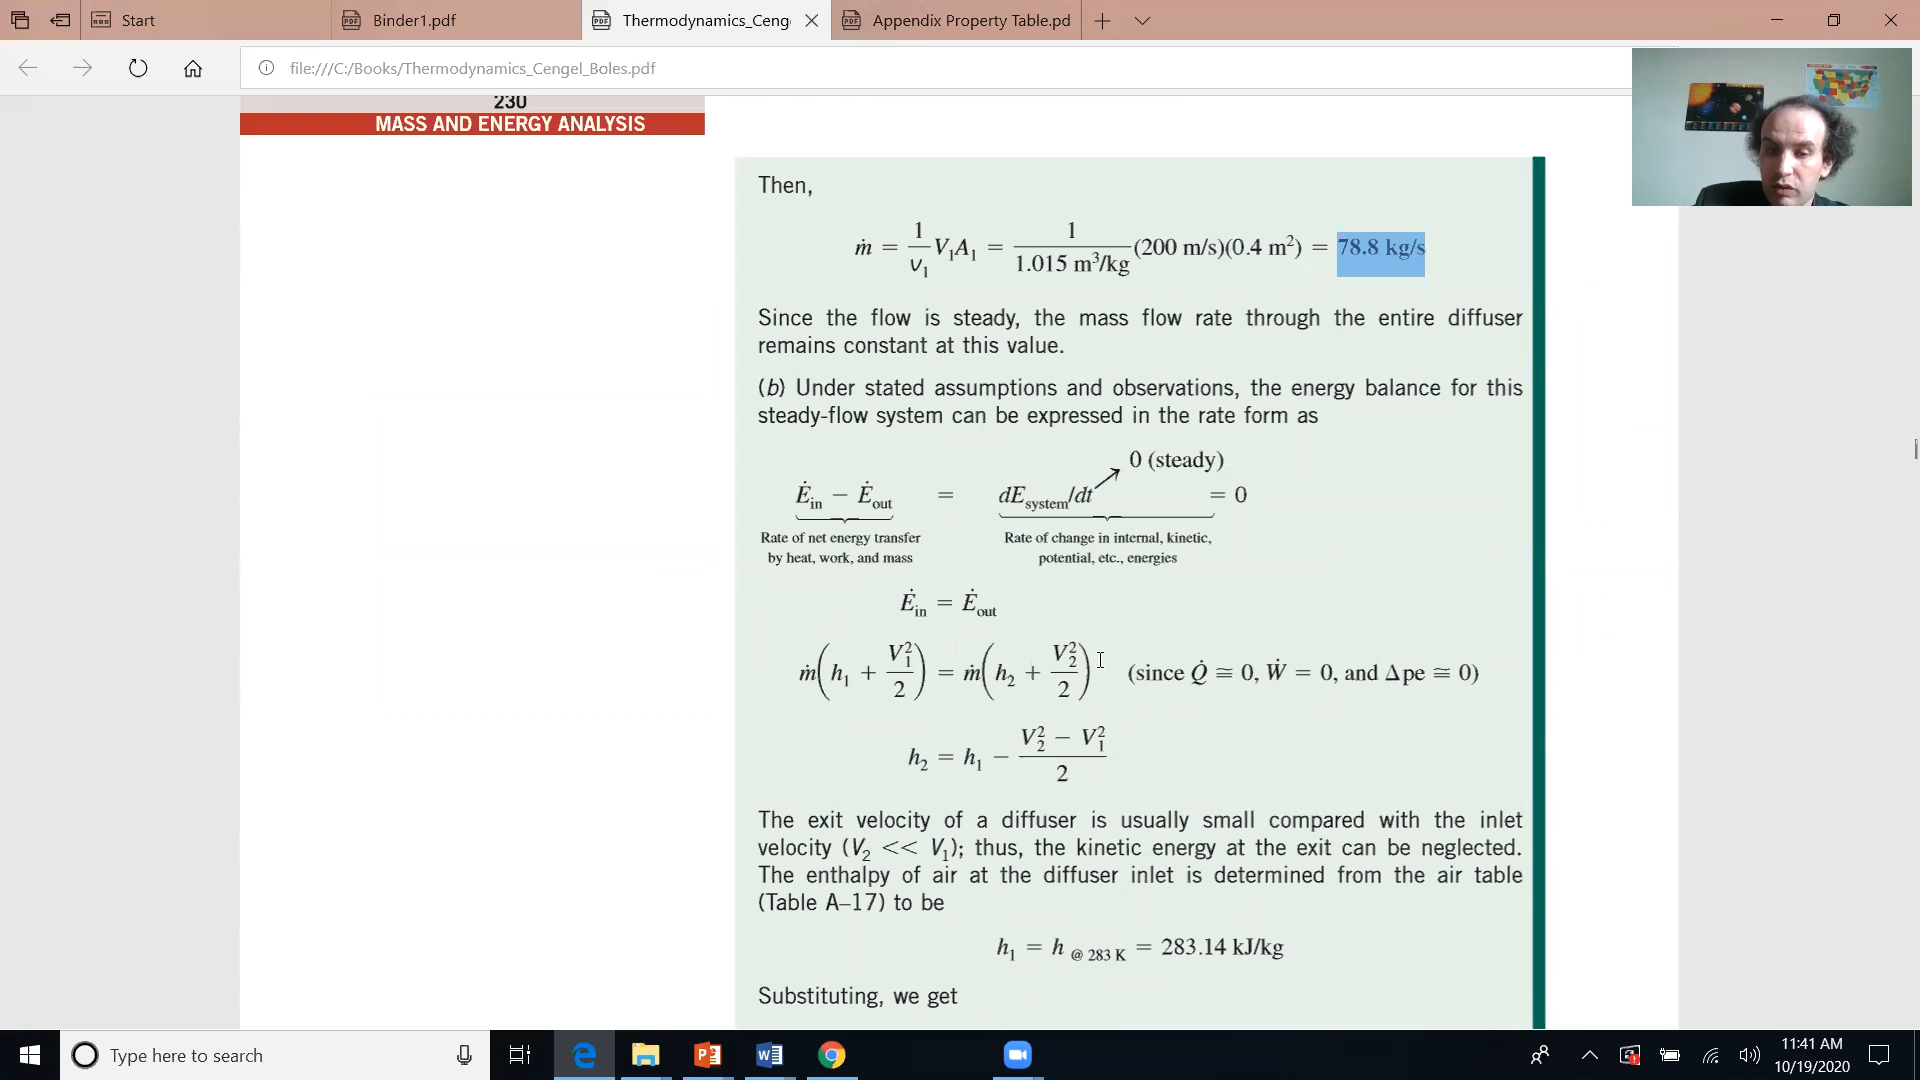 Start
Binder1.pdf
Thermodynamics_Ceng
Appendix Property Table.pd
file:///C:/Books/Thermodynamics_Cengel_Boles.pdf
230
MASS AND ENERGY ANALYSIS
Then,
ṁ = 1/ν₁ V₁A₁ = 1/1.015 m³/kg (200 m/s)(0.4 m²) = 78.8 kg/s
Since the flow is steady, the mass flow rate through the entire diffuser
remains constant at this value.
(b) Under stated assumptions and observations, the energy balance for this
steady-flow system can be expressed in the rate form as
0 (steady)
Ėin − Ėout = dEsystem/dt = 0
Rate of net energy transfer
by heat, work, and mass
Rate of change in internal, kinetic,
potential, etc., energies
Ėin = Ėout
ṁ(h₁ + V₁²/2) = ṁ(h₂ + V₂²/2) (since Q̇ ≅ 0, Ẇ = 0, and Δpe ≅ 0)
h₂ = h₁ − V₂² − V₁²/2
The exit velocity of a diffuser is usually small compared with the inlet
velocity (V₂ << V₁); thus, the kinetic energy at the exit can be neglected.
The enthalpy of air at the diffuser inlet is determined from the air table
(Table A–17) to be
h₁ = h @ 283 K = 283.14 kJ/kg
Substituting, we get
Type here to search
11:41 AM
10/19/2020